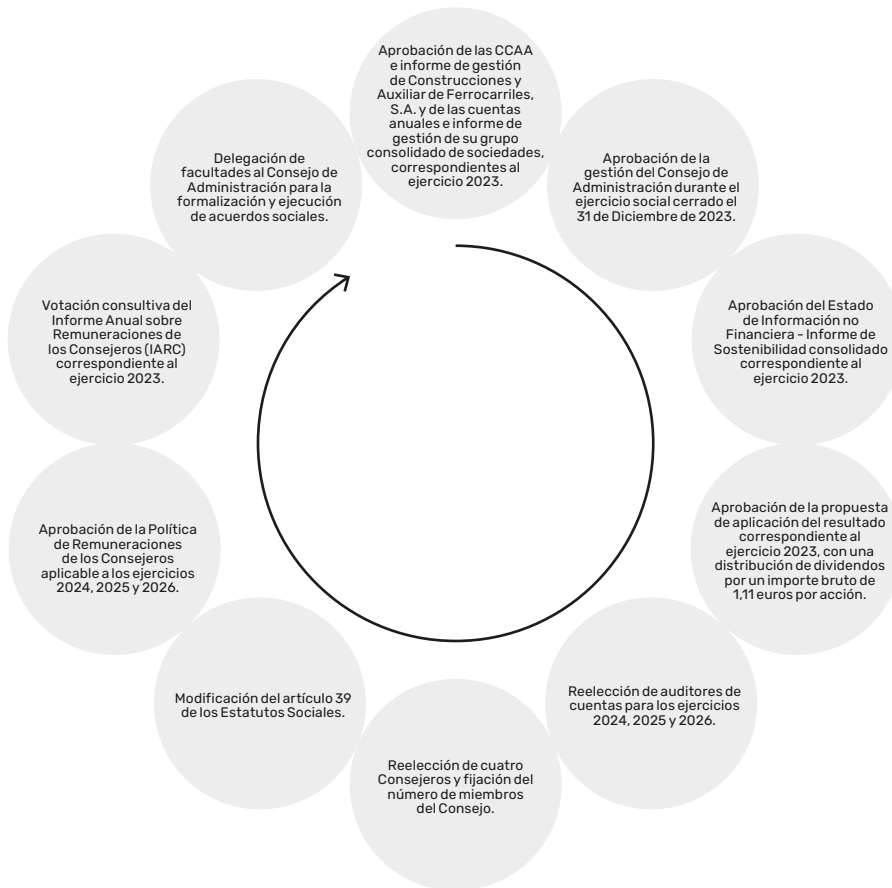 Aprobación de las CCAA
e informe de gestión
de Construcciones y
Auxiliar de Ferrocarriles,
S.A. y de las cuentas
anuales e informe de
gestión de su grupo
consolidado de sociedades,
correspondientes al
ejercicio 2023.
Aprobación de la
gestión del Consejo de
Administración durante el
ejercicio social cerrado el
31 de Diciembre de 2023.
Aprobación del Estado
de Información no
Financiera - Informe de
Sostenibilidad consolidado
correspondiente al
ejercicio 2023.
Aprobación de la propuesta
de aplicación del resultado
correspondiente al
ejercicio 2023, con una
distribución de dividendos
por un importe bruto de
1,11 euros por acción.
Reelección de auditores de
cuentas para los ejercicios
2024, 2025 y 2026.
Reelección de cuatro
Consejeros y fijación del
número de miembros
del Consejo.
Modificación del artículo 39
de los Estatutos Sociales.
Aprobación de la Política
de Remuneraciones
de los Consejeros
aplicable a los ejercicios
2024, 2025 y 2026.
Votación consultiva del
Informe Anual sobre
Remuneraciones de
los Consejeros (IARC)
correspondiente al
ejercicio 2023.
Delegación de
facultades al Consejo de
Administración para la
formalización y ejecución
de acuerdos sociales.